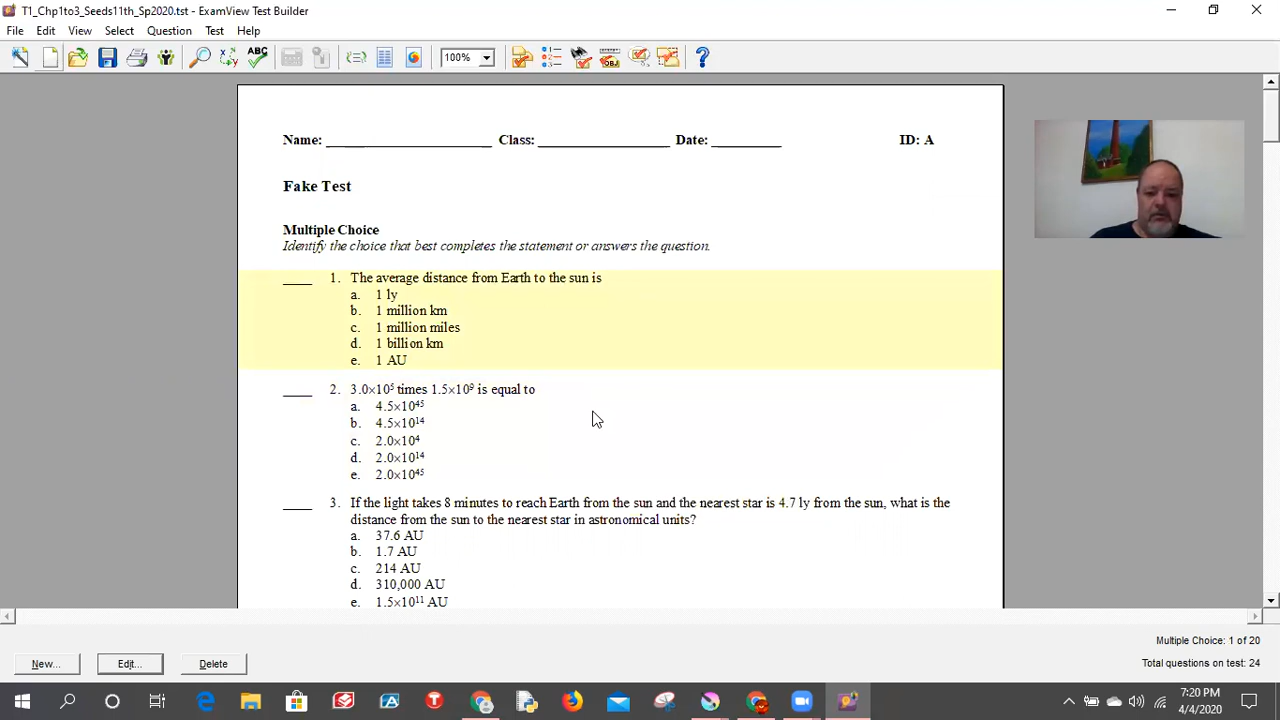 T1_Chp1to3_Seeds11th_Sp2020.tst - ExamView Test Builder
File Edit View Select Question Test Help
ABC 100% OBJ ?
Name: ____ Class: ____ Date: ____ ID: A
Fake Test
Multiple Choice
Identify the choice that best completes the statement or answers the question.
____ 1. The average distance from Earth to the sun is
a. 1 ly
b. 1 million km
c. 1 million miles
d. 1 billion km
e. 1 AU
____ 2. 3.0×10⁵ times 1.5×10⁹ is equal to
a. 4.5×10⁴⁵
b. 4.5×10¹⁴
c. 2.0×10⁴
d. 2.0×10¹⁴
e. 2.0×10⁴⁵
____ 3. If the light takes 8 minutes to reach Earth from the sun and the nearest star is 4.7 ly from the sun, what is the
distance from the sun to the nearest star in astronomical units?
a. 37.6 AU
b. 1.7 AU
c. 214 AU
d. 310,000 AU
e. 1.5×10¹¹ AU
Multiple Choice: 1 of 20
New... Edit... Delete
Total questions on test: 24
7:20 PM
4/4/2020